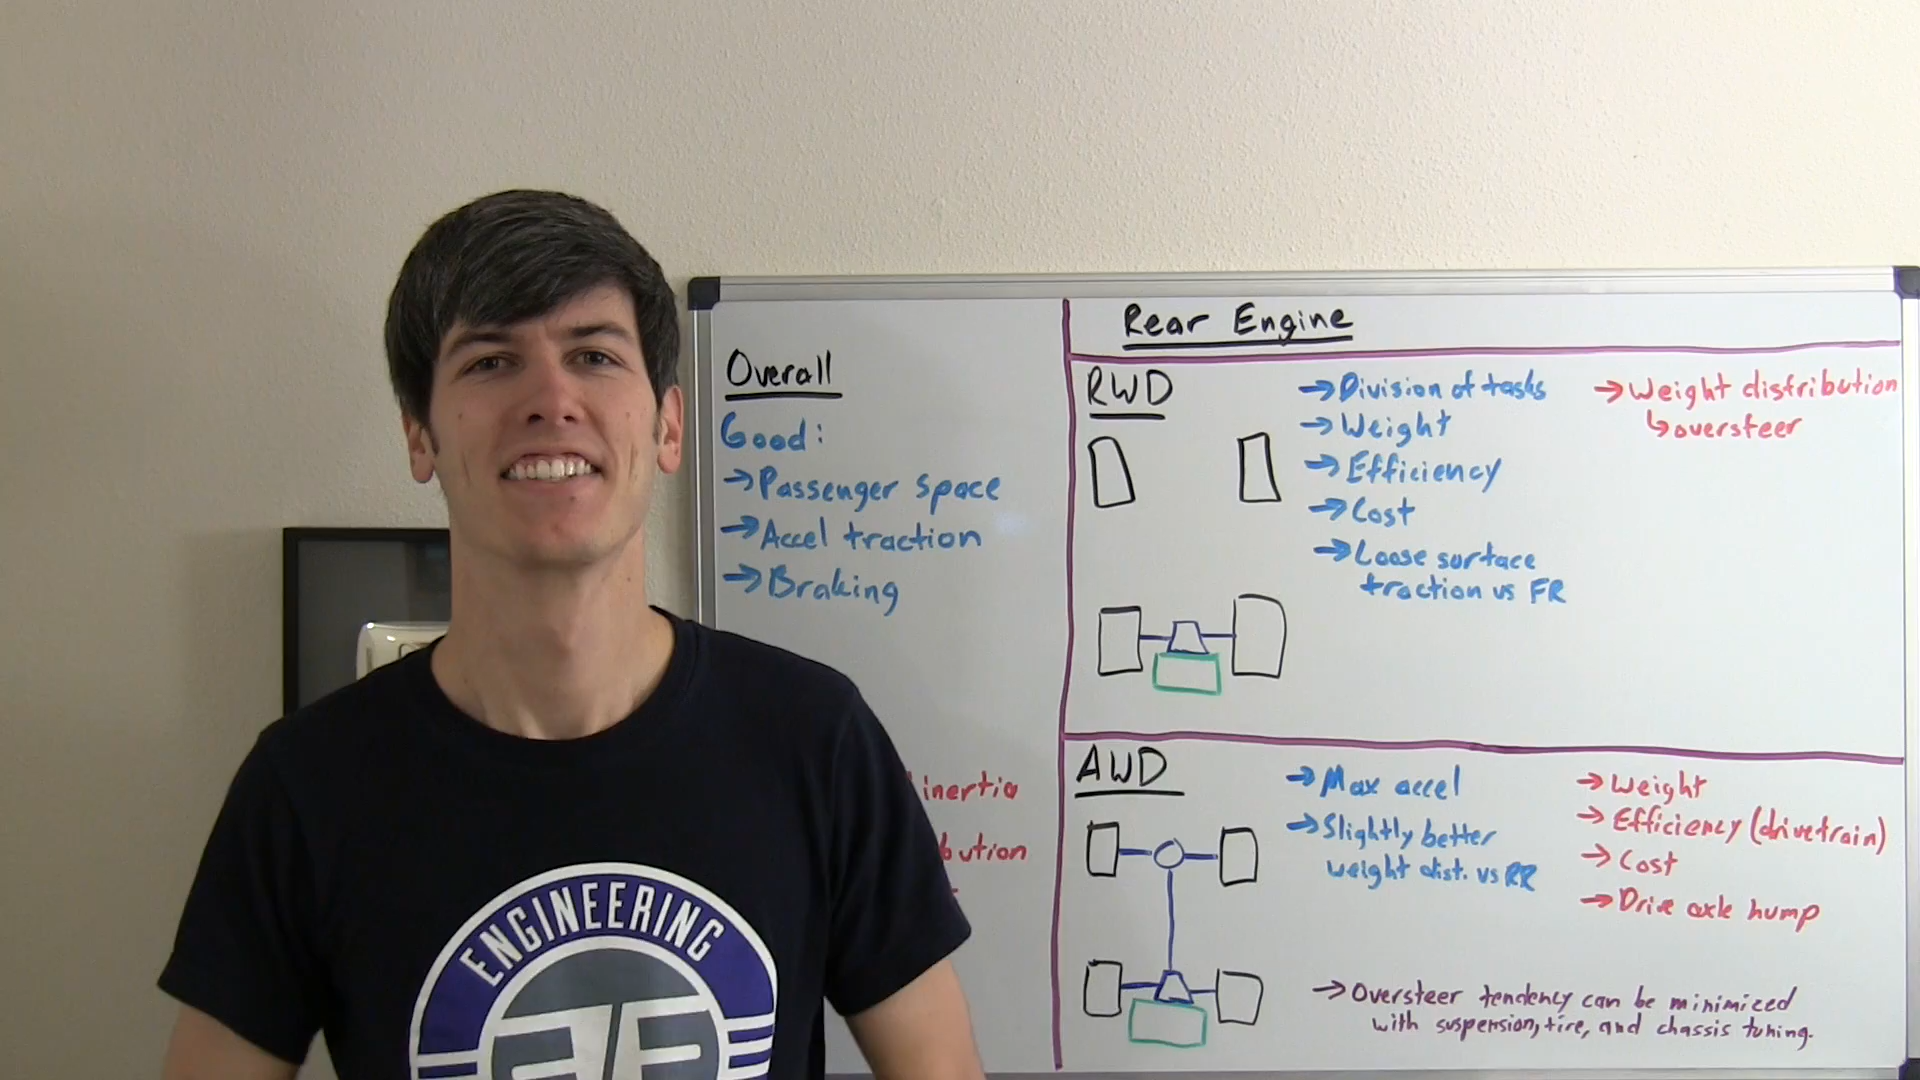 Overall
Good:
→Passenger space
→Accel traction
→Braking
inertia
Rear Engine
RWD
→Division of tasks
→Weight
→Efficiency
→Cost
→Loose surface
traction vs FR
→Weight distribution
↳oversteer
AWD
→Max accel
→Slightly better
weight dist. vs RR
→Weight
→Efficiency (drivetrain)
→Cost
→Drive axle hump
→Oversteer tendency can be minimized
with suspension, tire, and chassis tuning.
ENGINEERING